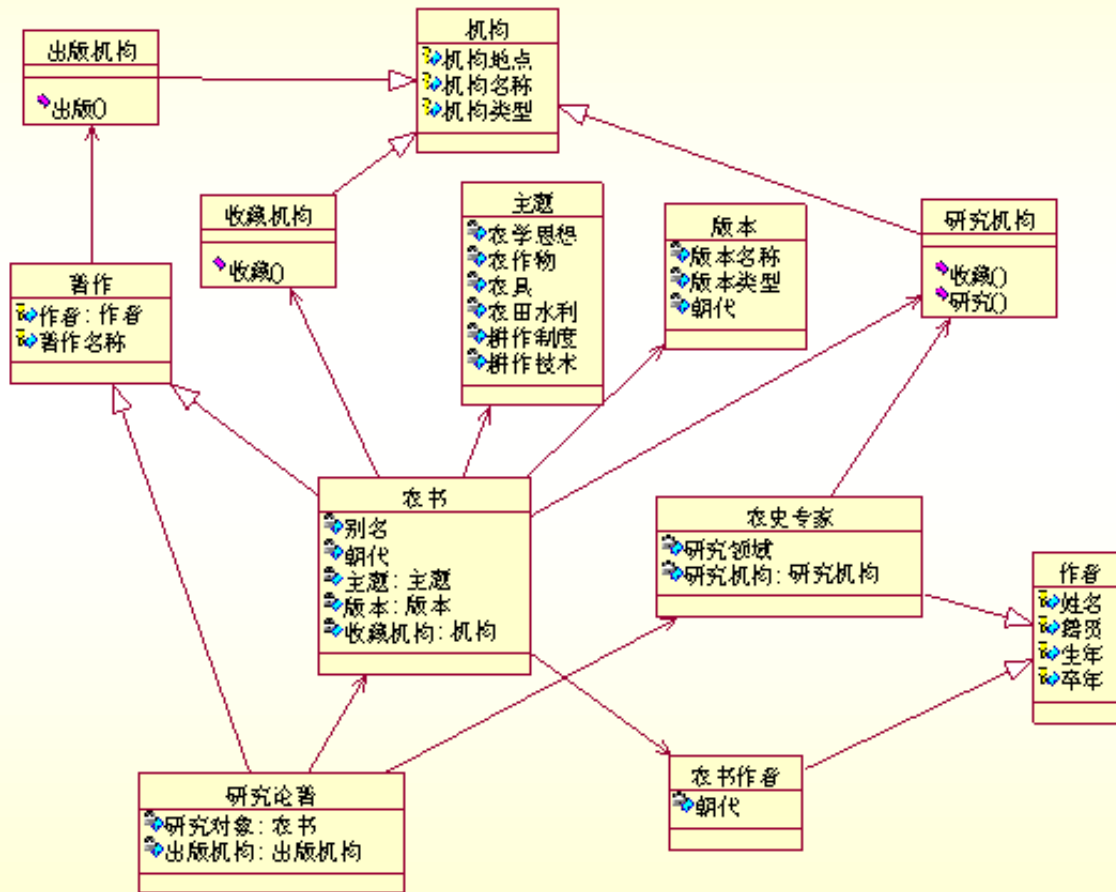 出版机构
出版()
机构
机构地点
机构名称
机构类型
收藏机构
收藏()
主题
农学思想
农作物
农具
农田水利
耕作制度
耕作技术
版本
版本名称
版本类型
朝代
研究机构
收藏()
研究()
著作
作者: 作者
著作名称
农书
别名
朝代
主题: 主题
版本: 版本
收藏机构: 机构
农史专家
研究领域
研究机构: 研究机构
作者
姓名
籍贯
生年
卒年
农书作者
朝代
研究论著
研究对象: 农书
出版机构: 出版机构